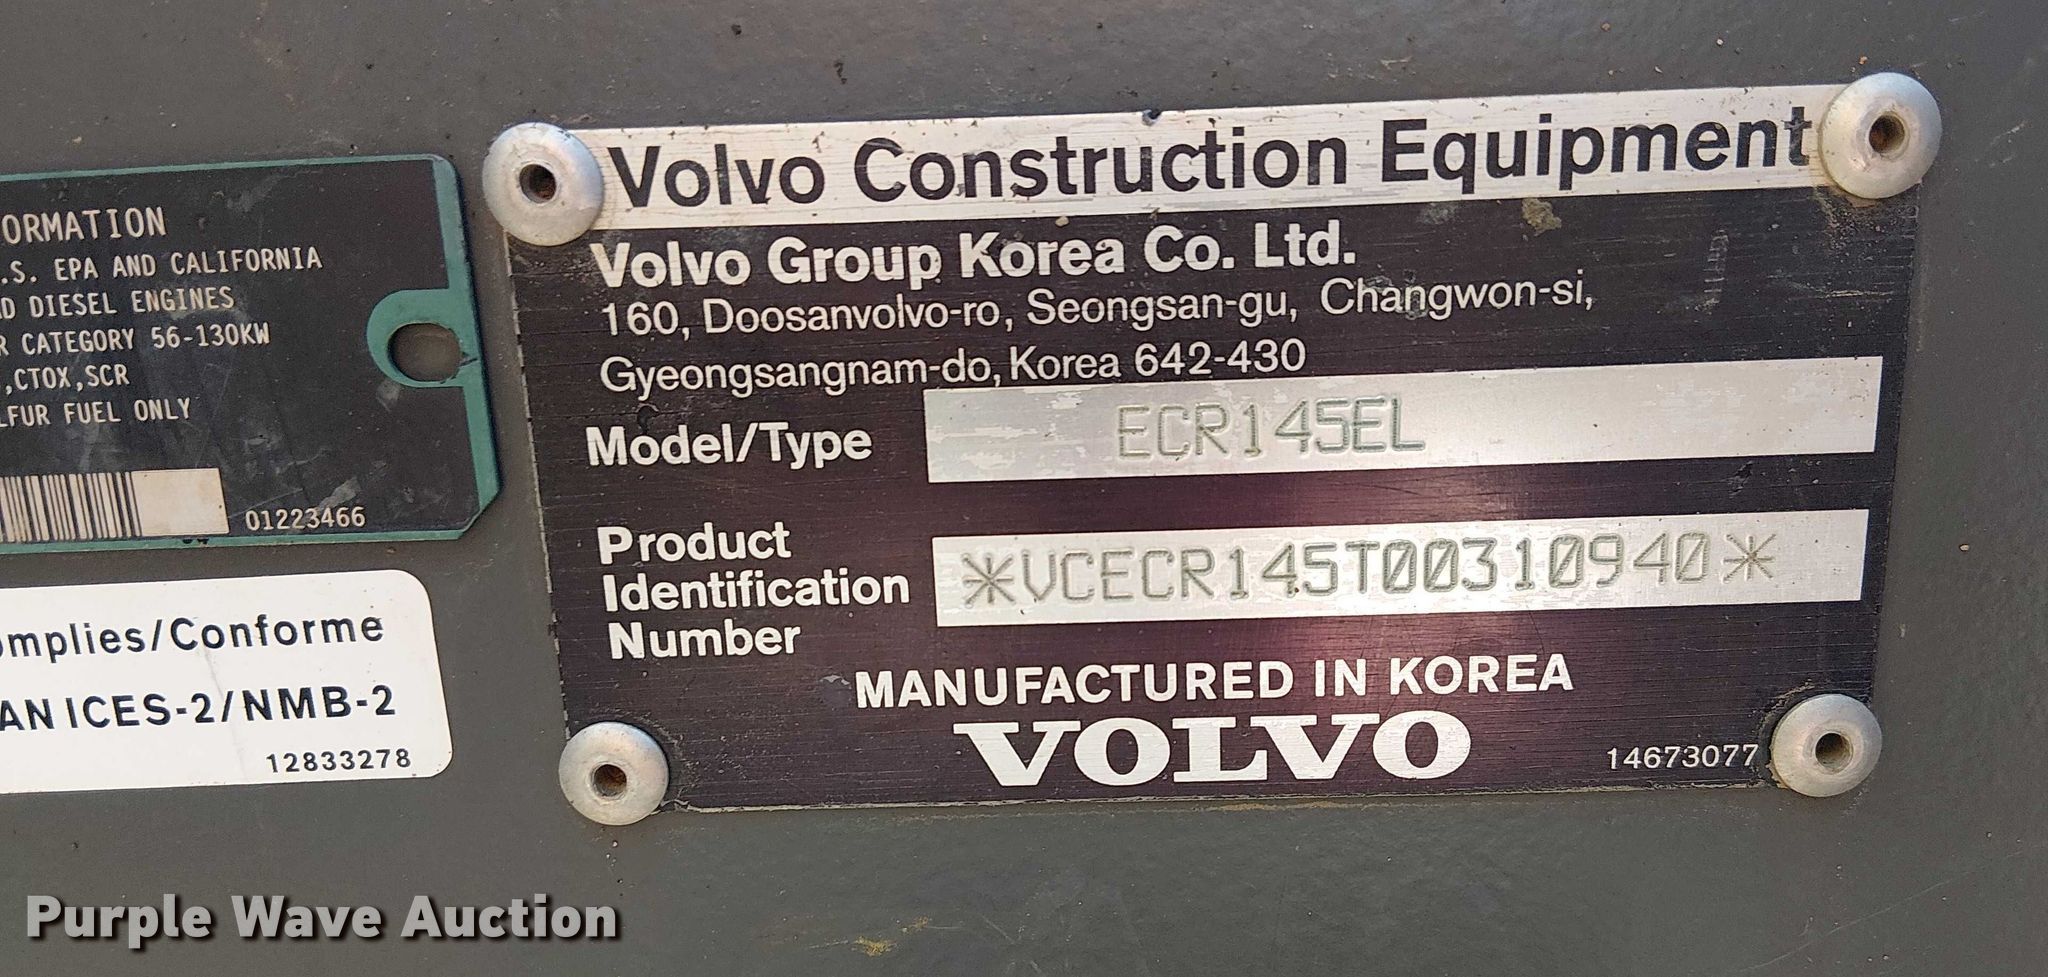 ORMATION
.S. EPA AND CALIFORNIA
D DIESEL ENGINES
R CATEGORY 56-130KW
,CTOX,SCR
LFUR FUEL ONLY
01223466
omplies/Conforme
AN ICES-2/NMB-2
12833278
Volvo Construction Equipment
Volvo Group Korea Co. Ltd.
160, Doosanvolvo-ro, Seongsan-gu, Changwon-si,
Gyeongsangnam-do, Korea 642-430
Model/Type ECR145EL
Product
Identification
Number
*VCECR145T00310940*
MANUFACTURED IN KOREA
VOLVO
14673077
Purple Wave Auction